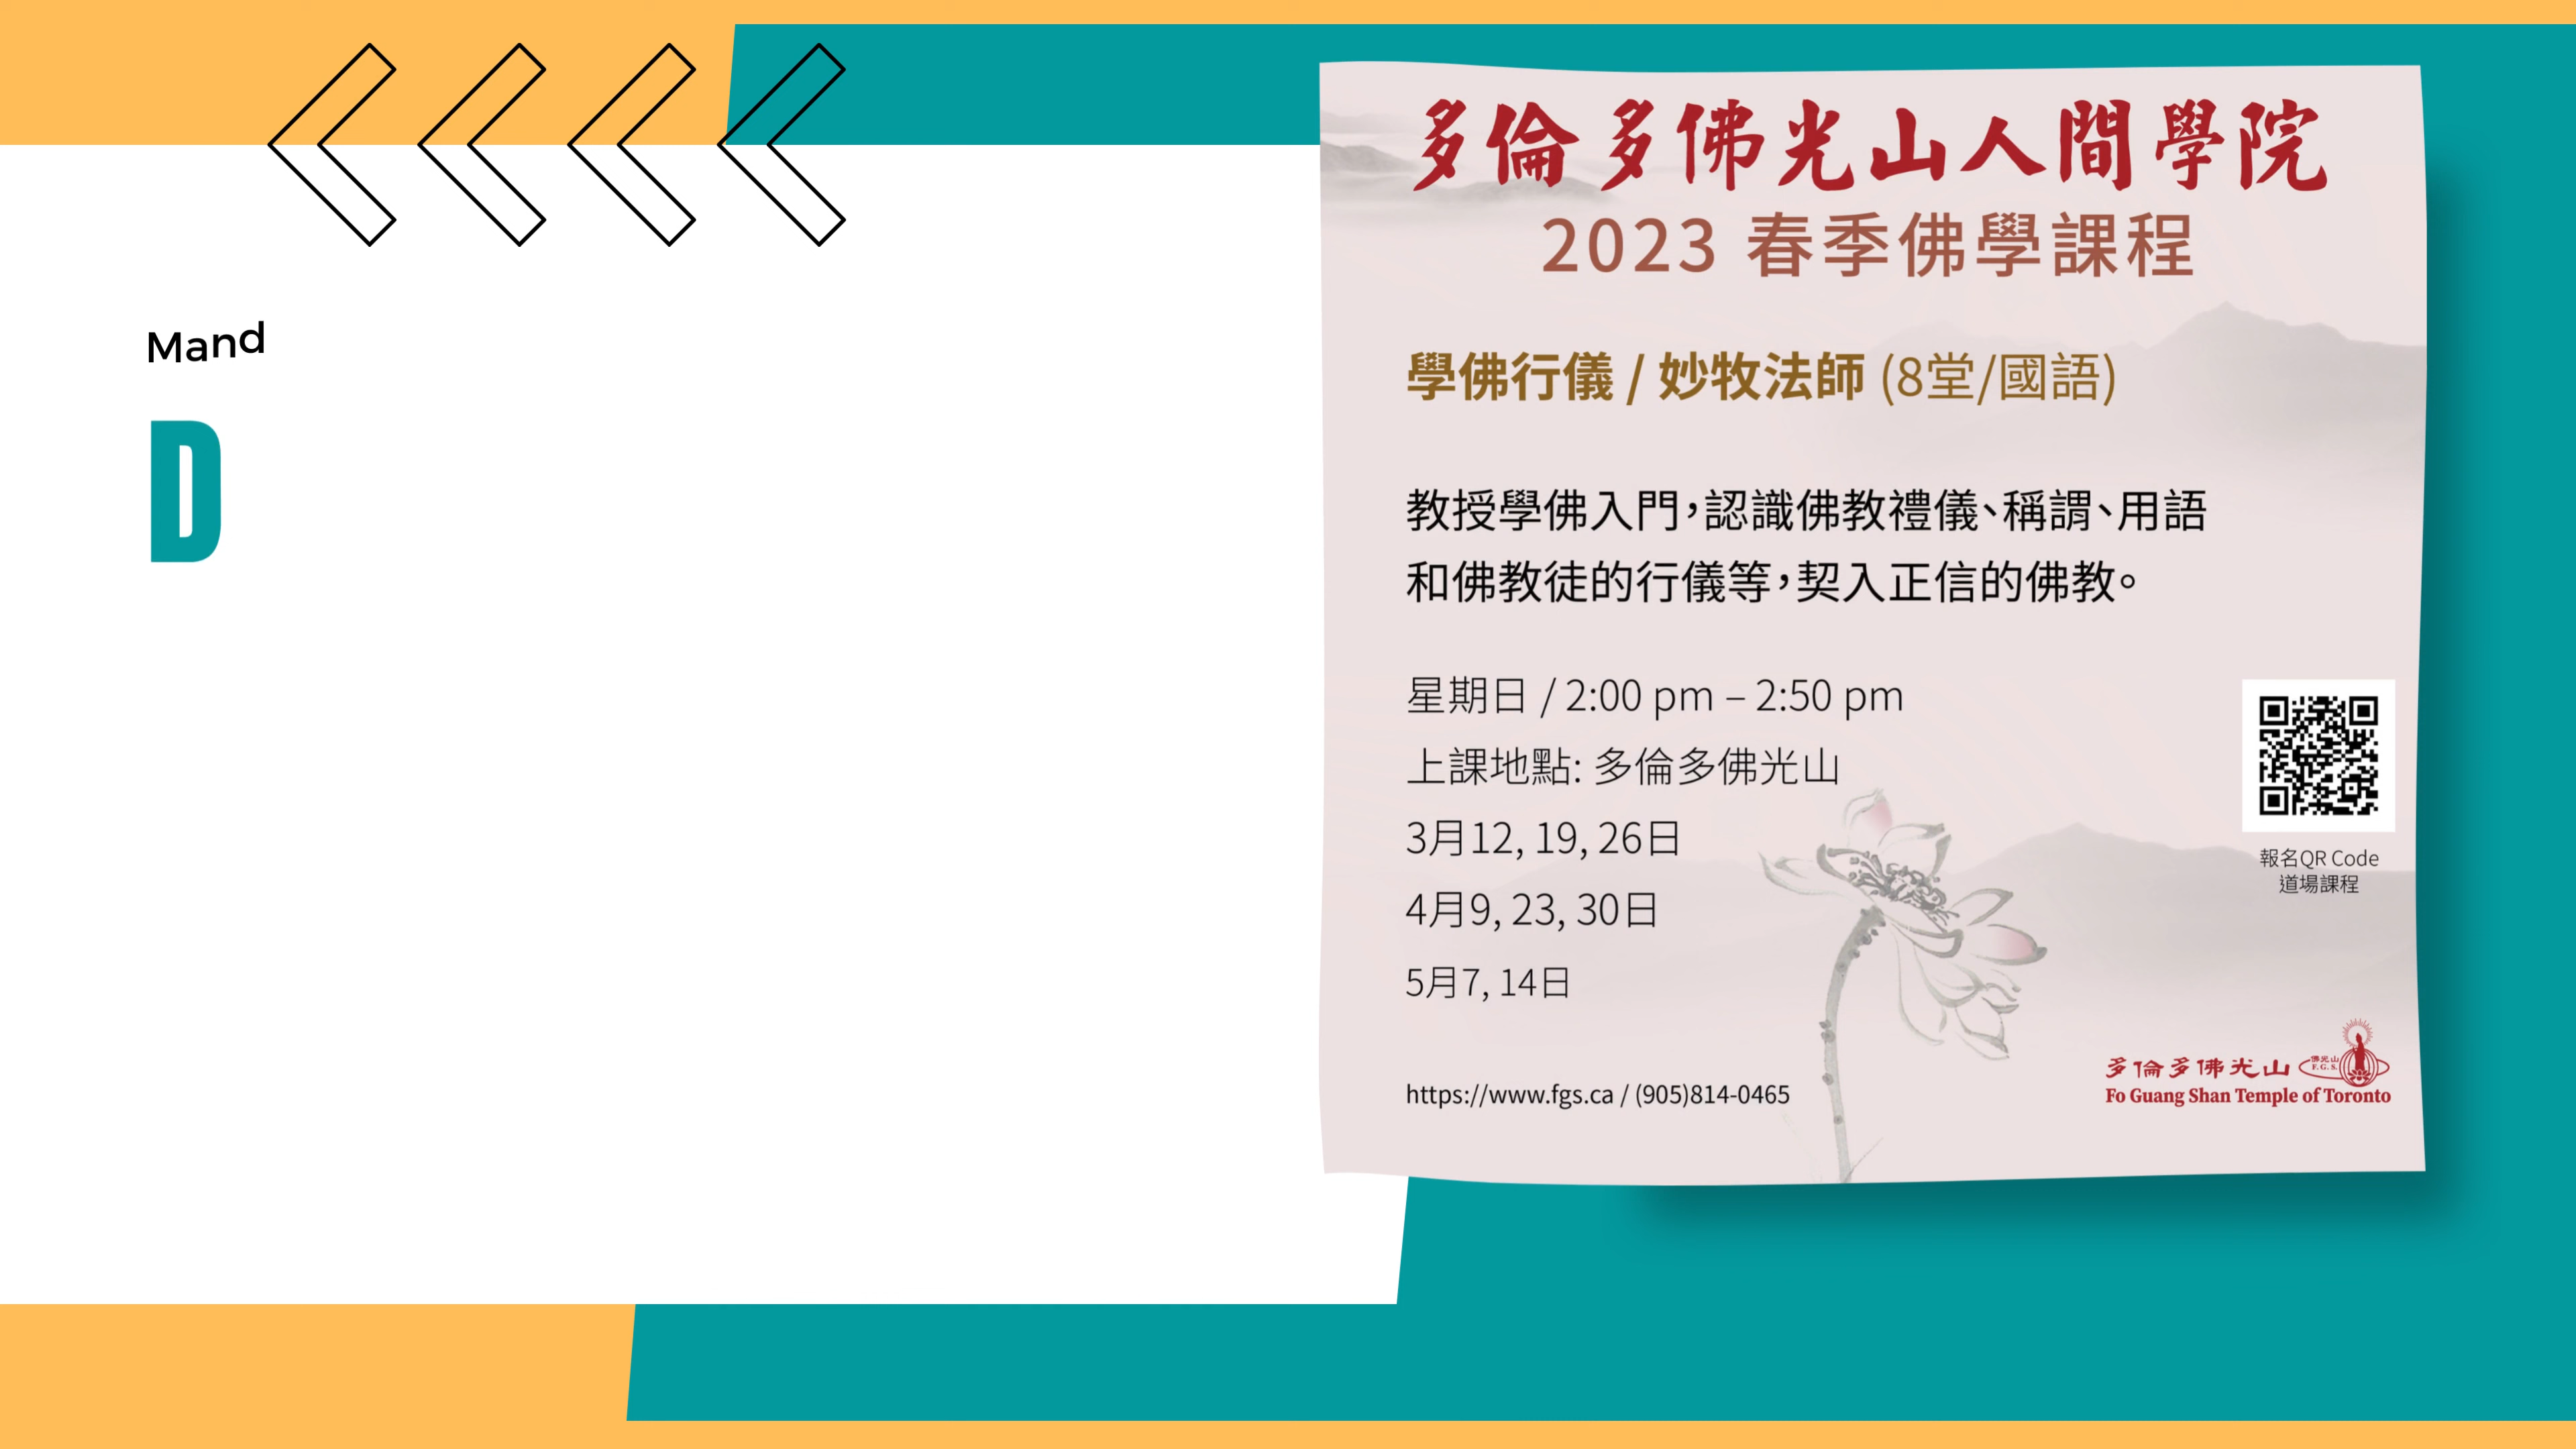 Mand
D
多倫多佛光山人間學院
2023 春季佛學課程
學佛行儀 / 妙牧法師 (8堂/國語)
教授學佛入門，認識佛教禮儀、稱謂、用語
和佛教徒的行儀等，契入正信的佛教。
星期日 / 2:00 pm – 2:50 pm
上課地點: 多倫多佛光山
3月12, 19, 26日
4月9, 23, 30日
5月7, 14日
報名QR Code
道場課程
https://www.fgs.ca / (905)814-0465
多倫多佛光山
佛光山
F.G.S.
Fo Guang Shan Temple of Toronto